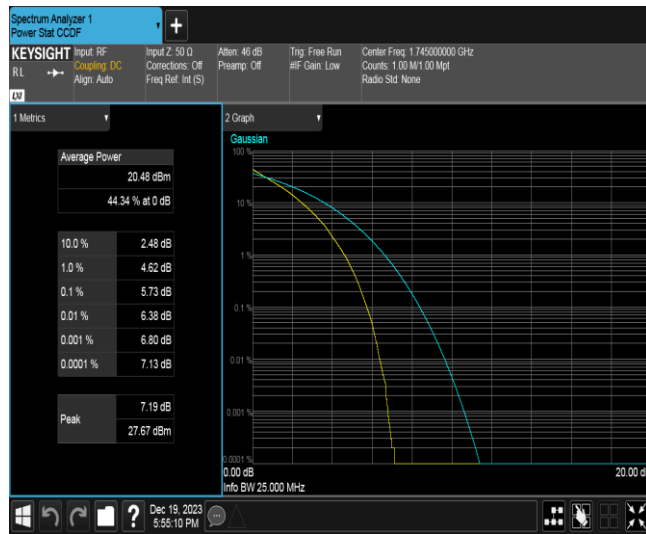 Spectrum Analyzer 1
Power Stat CCDF
+
KEYSIGHT
RL
LXI
Input: RF
Coupling: DC
Align: Auto
Input Z: 50 Ω
Corrections: Off
Freq Ref: Int (S)
Atten: 46 dB
Preamp: Off
Trig: Free Run
#IF Gain: Low
Center Freq: 1.745000000 GHz
Counts: 1.00 M/1.00 Mpt
Radio Std: None
1 Metrics
Average Power
20.48 dBm
44.34 % at 0 dB
10.0 % 2.48 dB
1.0 % 4.62 dB
0.1 % 5.73 dB
0.01 % 6.38 dB
0.001 % 6.80 dB
0.0001 % 7.13 dB
Peak
7.19 dB
27.67 dBm
2 Graph
Gaussian
100 %
10 %
1 %
0.1 %
0.01 %
0.001 %
0.0001 %
0.00 dB 20.00 d
Info BW 25.000 MHz
?
Dec 19, 2023
5:55:10 PM